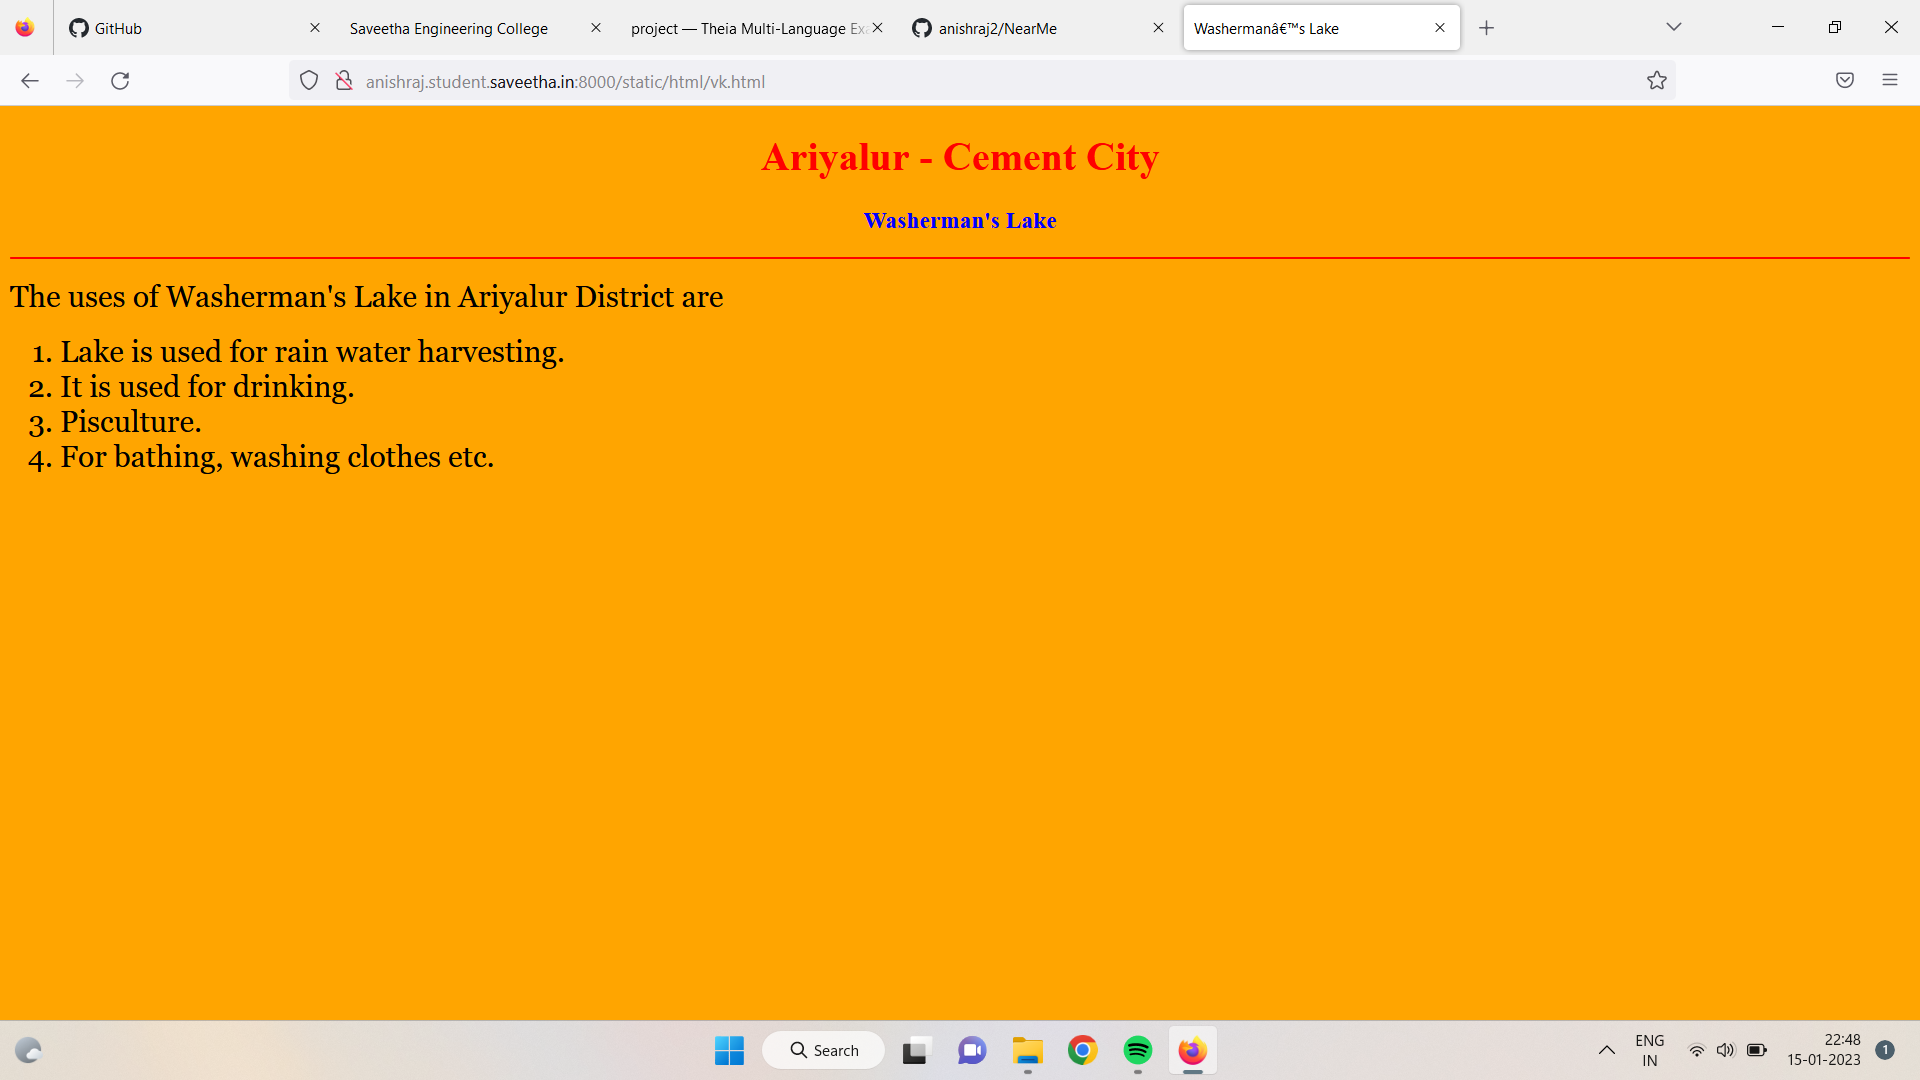 GitHub
Saveetha Engineering College
project — Theia Multi-Language Ex
anishraj2/NearMe
Washermanâ€™s Lake
anishraj.student.saveetha.in:8000/static/html/vk.html
Ariyalur - Cement City
Washerman's Lake
The uses of Washerman's Lake in Ariyalur District are
1. Lake is used for rain water harvesting.
2. It is used for drinking.
3. Pisculture.
4. For bathing, washing clothes etc.
Search
ENG
IN
22:48
15-01-2023
1